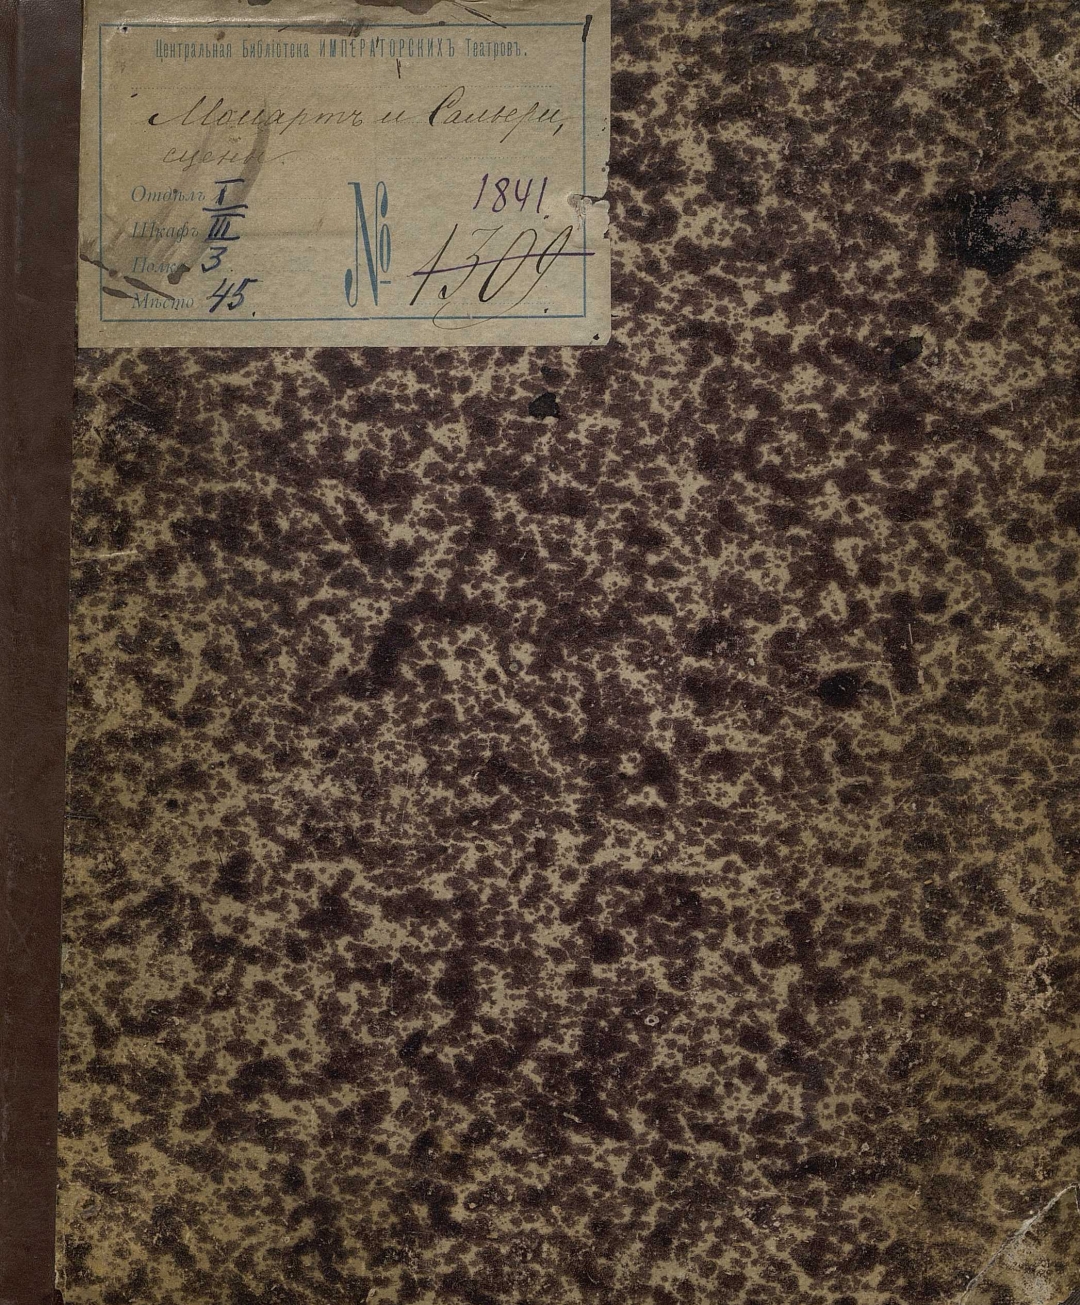 Центральная Библіотека ИМПЕРАТОРСКИХЪ Театровъ.
Моцартъ и Сальери,
сцены.
Отдѣлъ I
Шкафъ III
Полка 3
Мѣсто 45.
№ 1841.
1309.